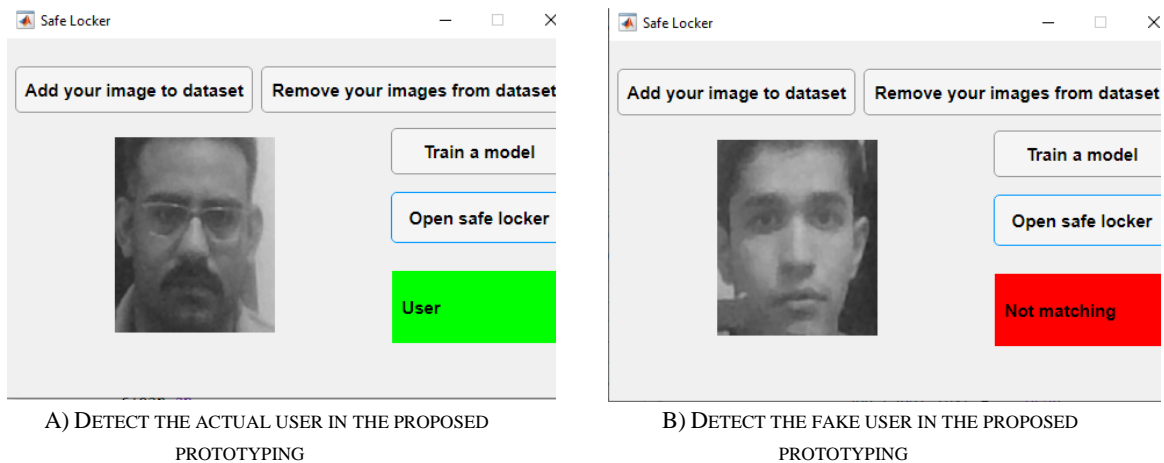 Safe Locker
Add your image to dataset Remove your images from dataset
Train a model
Open safe locker
User
A) DETECT THE ACTUAL USER IN THE PROPOSED
PROTOTYPING
Safe Locker
Add your image to dataset Remove your images from dataset
Train a model
Open safe locker
Not matching
B) DETECT THE FAKE USER IN THE PROPOSED
PROTOTYPING